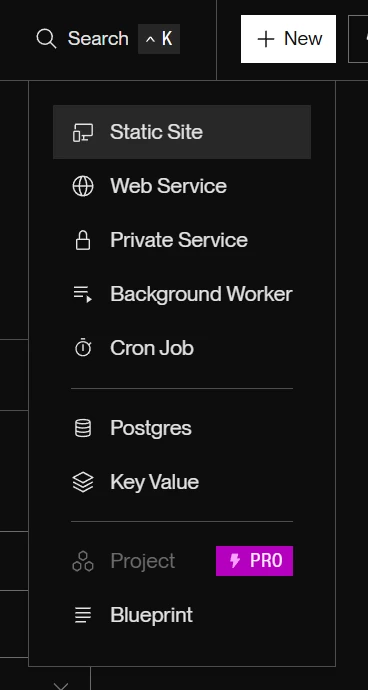 Search ^ K
+ New
Static Site
Web Service
Private Service
Background Worker
Cron Job
Postgres
Key Value
Project PRO
Blueprint